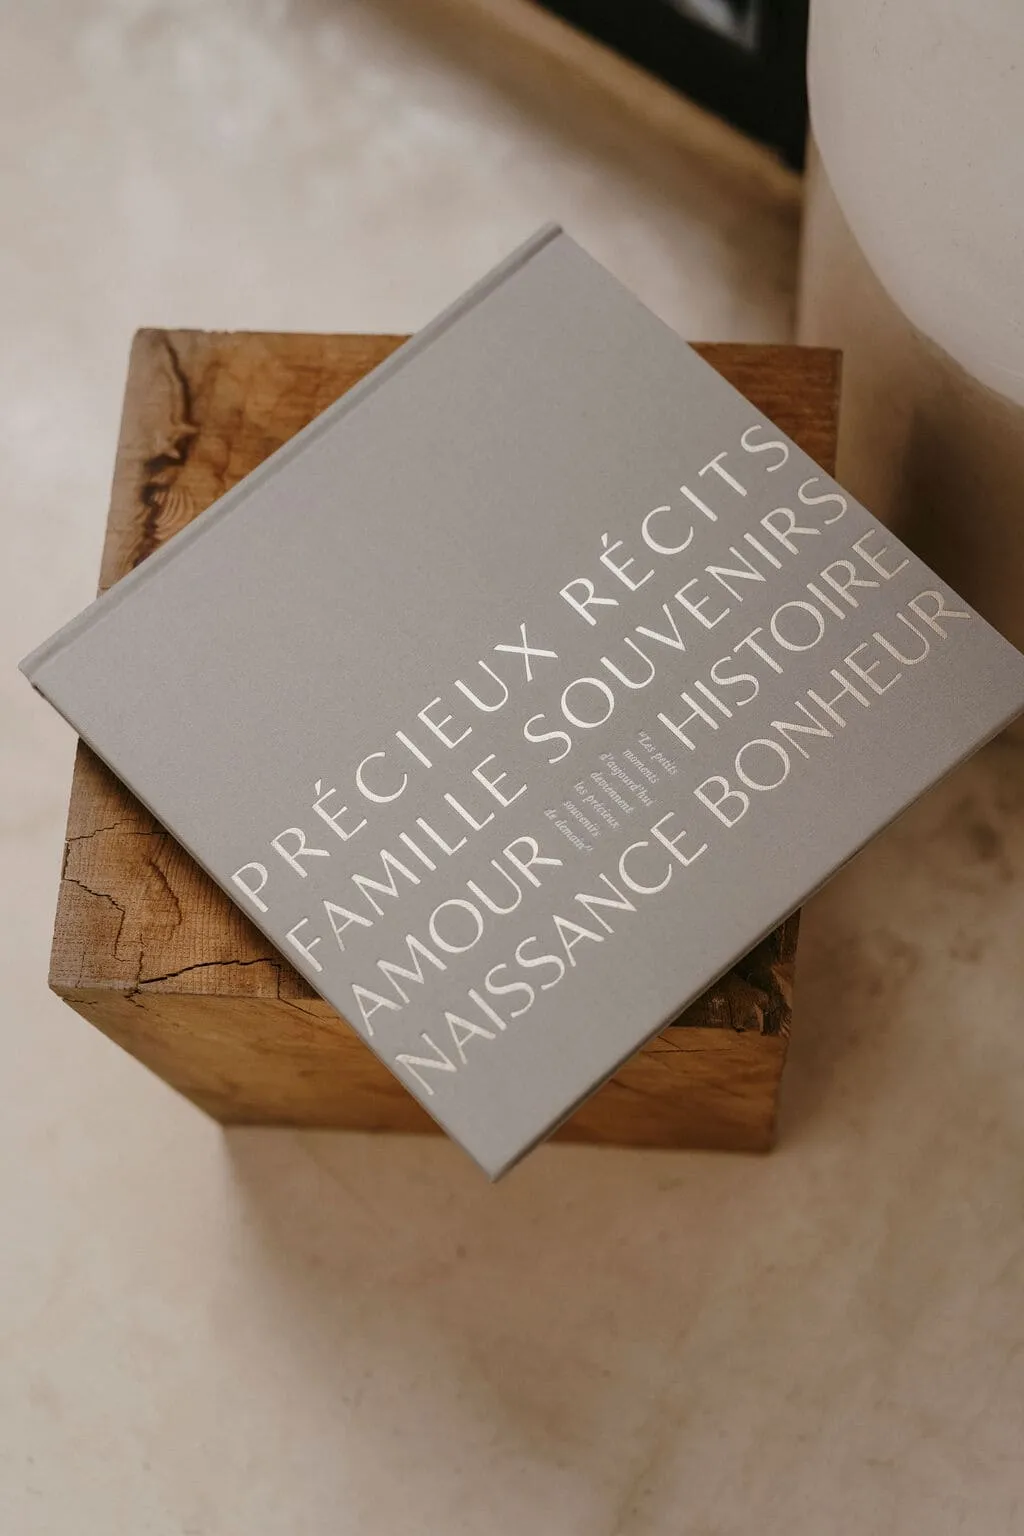 PRÉCIEUX RÉCITS
FAMILLE SOUVENIRS
AMOUR
"Les petits
moments
d'aujourd'hui
deviennent
les précieux
souvenirs
de demain"
HISTOIRE
NAISSANCE BONHEUR